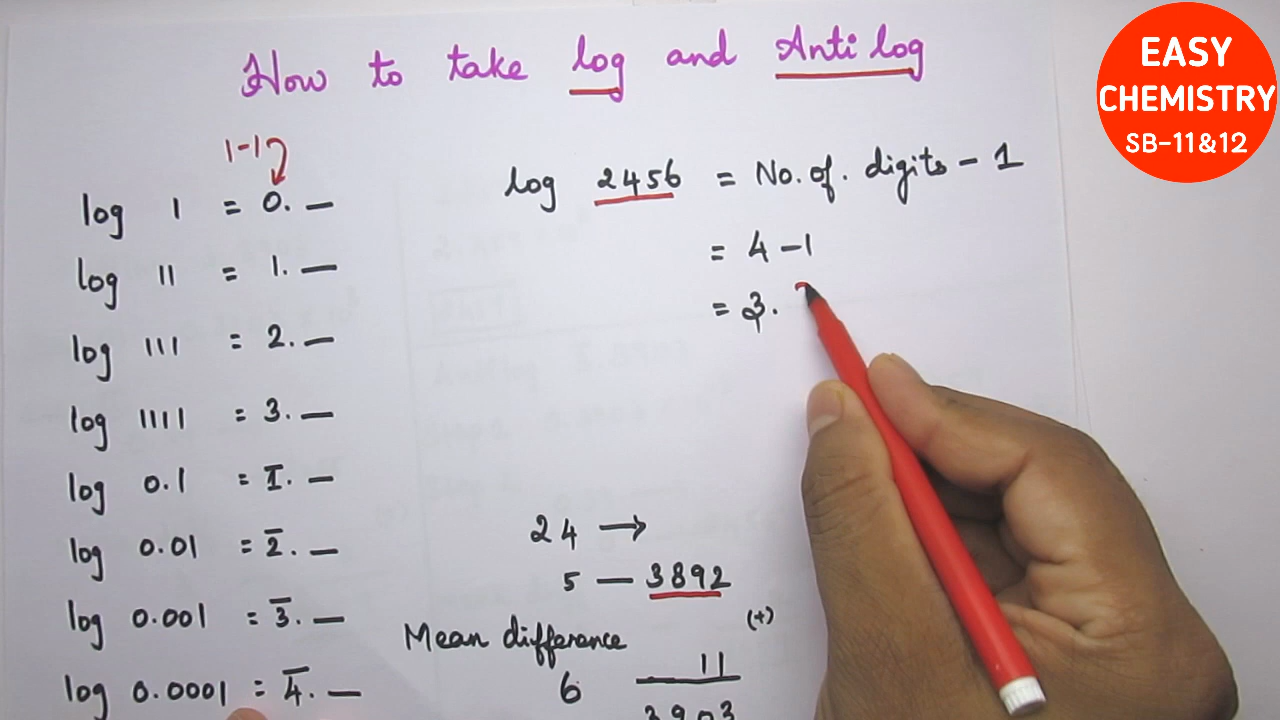 How to take log and Anti log
EASY
CHEMISTRY
SB-11&12
1-1
log 1 = 0. —
log 11 = 1. —
log 111 = 2. —
log 1111 = 3. —
log 0.1 = 1̅. —
log 0.01 = 2̅. —
log 0.001 = 3̅. —
log 0.0001 = 4̅. —
log 2456 = No. of. digits - 1
= 4 - 1
= 3.
24 →
5 — 3892
(+)
Mean difference
6 11
3903